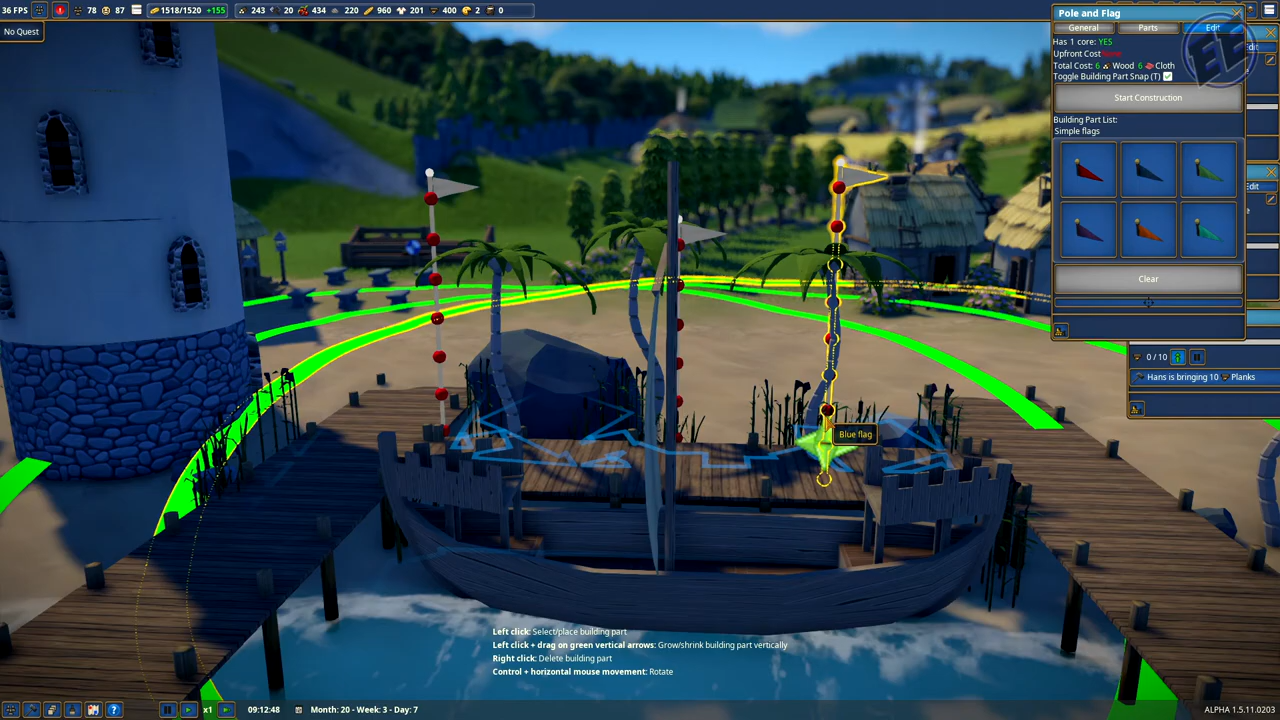 36 FPS 78 87 1518/1520 +155 243 20 434 220 960 201 400 2 0
No Quest
Pole and Flag
General Parts Edit
Has 1 core: YES
Upfront Cost
Total Cost: 6 Wood 6 Cloth
Toggle Building Part Snap (T)
Start Construction
Building Part List:
Simple flags
Clear
0 / 10
Hans is bringing 10 Planks
Blue flag
Left click: Select/place building part
Left click + drag on green vertical arrows: Grow/shrink building part vertically
Right click: Delete building part
Control + horizontal mouse movement: Rotate
x1 09:12:48 Month: 20 - Week: 3 - Day: 7
ALPHA 1.5.11.0203